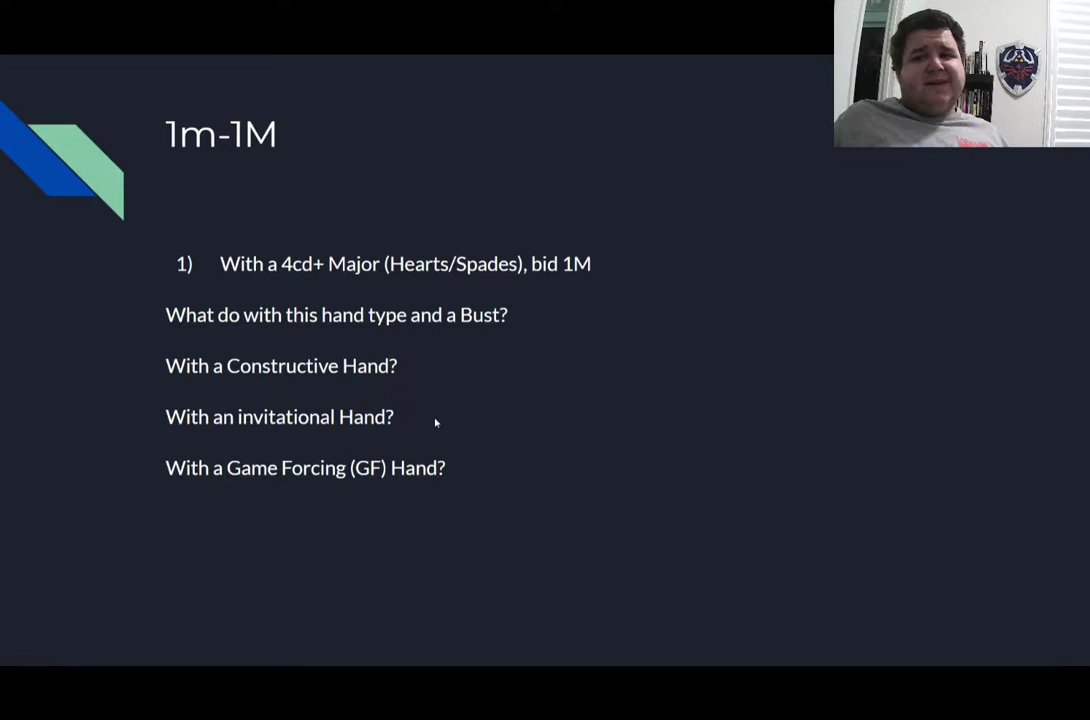 1m-1M
1) With a 4cd+ Major (Hearts/Spades), bid 1M
What do with this hand type and a Bust?
With a Constructive Hand?
With an invitational Hand?
With a Game Forcing (GF) Hand?